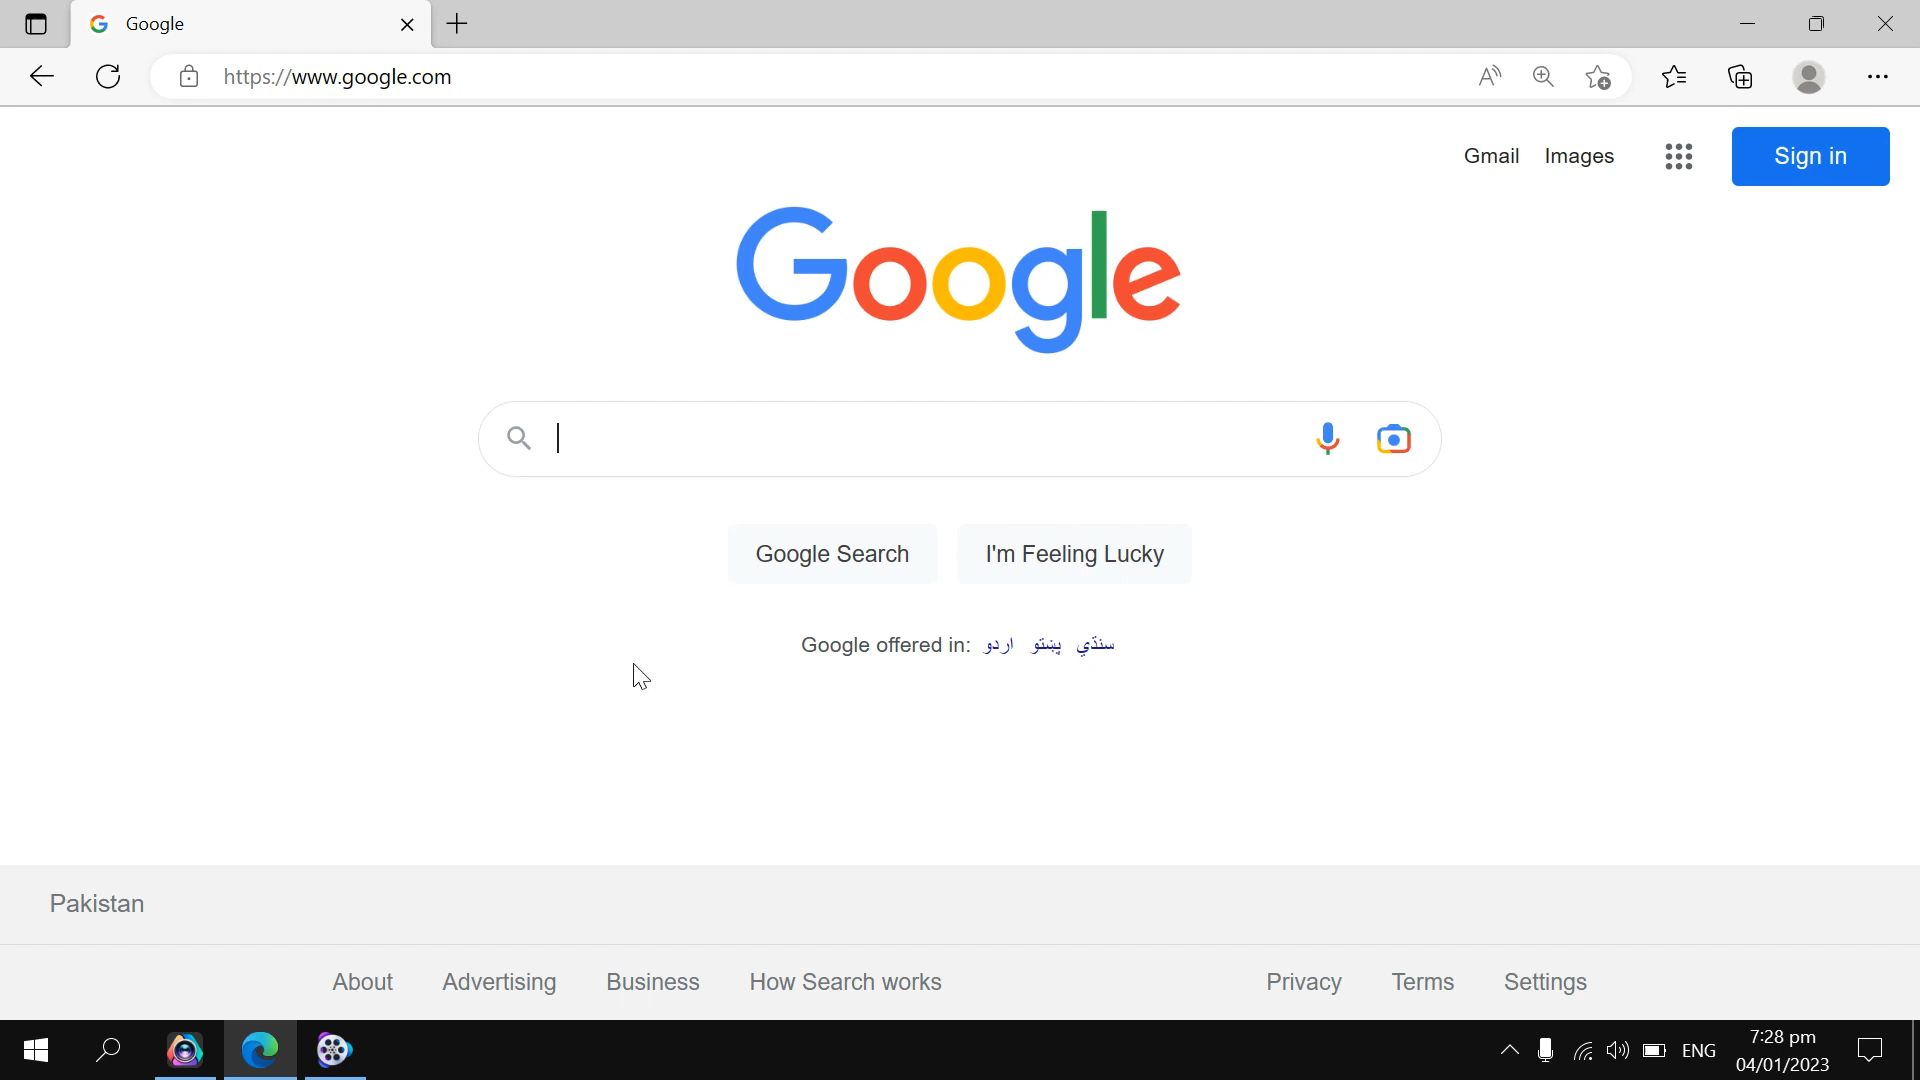 Google
https://www.google.com
Gmail Images Sign in
Google
Google Search I'm Feeling Lucky
Google offered in: اردو پښتو سنڌي
Pakistan
About Advertising Business How Search works Privacy Terms Settings
ENG 7:28 pm
04/01/2023